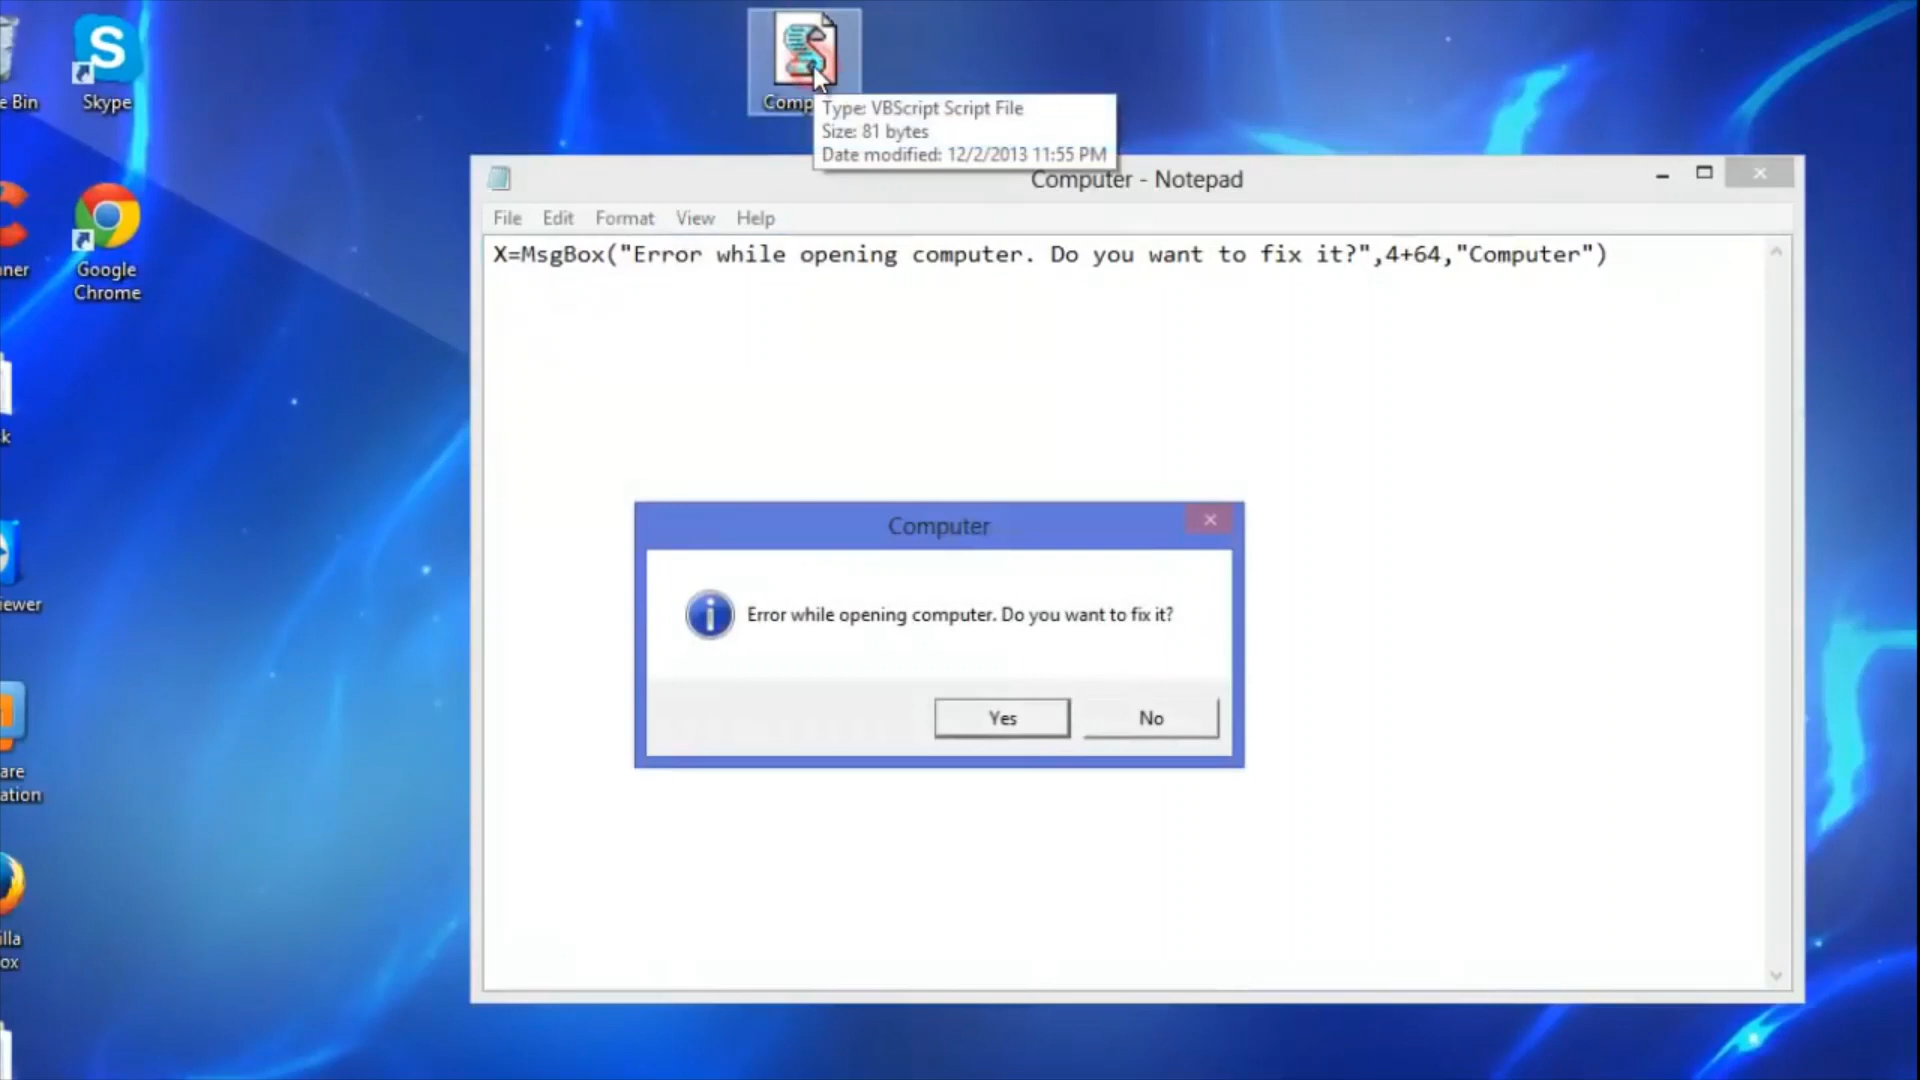 e Bin
Skype
Comp
Type: VBScript Script File
Size: 81 bytes
Date modified: 12/2/2013 11:55 PM
Computer - Notepad
File Edit Format View Help
X=MsgBox("Error while opening computer. Do you want to fix it?",4+64,"Computer")
ner
Google
Chrome
k
Computer
Error while opening computer. Do you want to fix it?
Yes No
iewer
are
ation
illa
ox